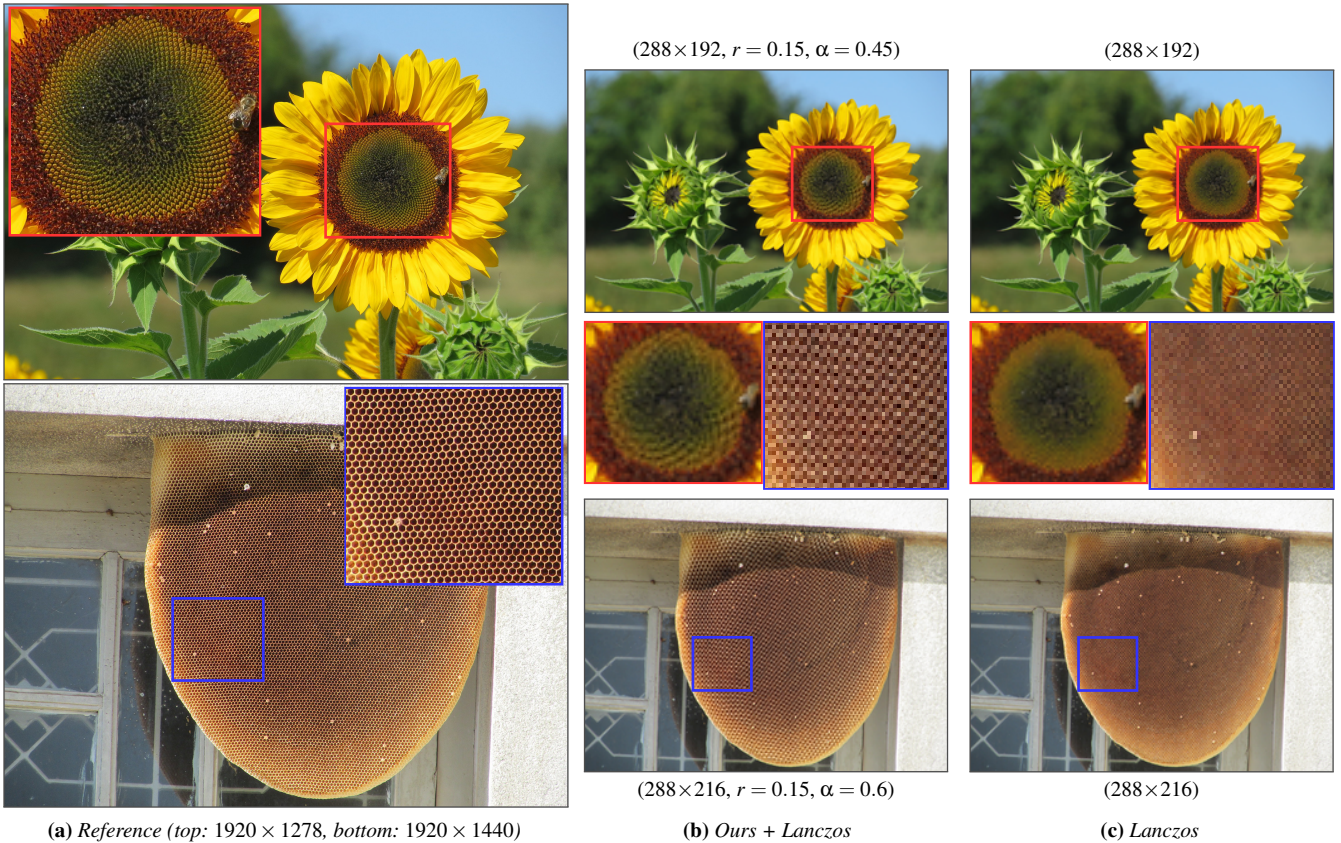 (288×192, r = 0.15, α = 0.45)
(288×192)
(288×216, r = 0.15, α = 0.6)
(288×216)
(a) Reference (top: 1920 × 1278, bottom: 1920 × 1440)
(b) Ours + Lanczos
(c) Lanczos